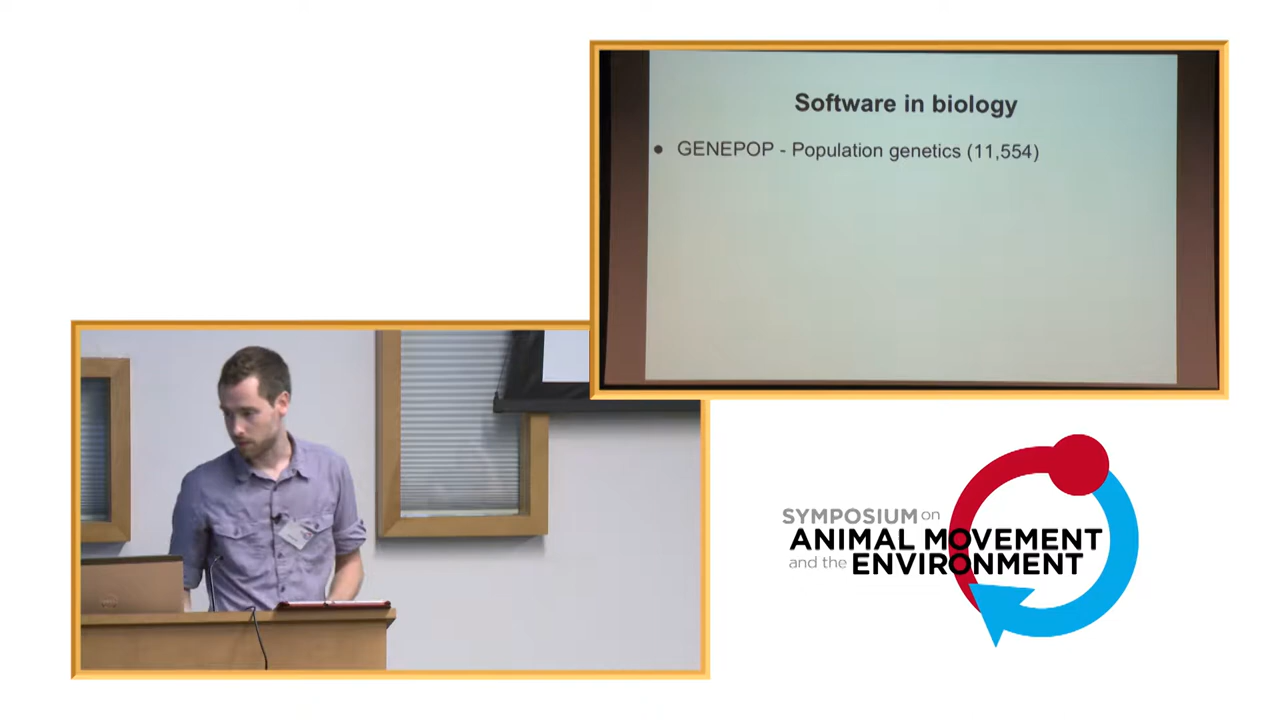 Software in biology
• GENEPOP - Population genetics (11,554)
SYMPOSIUM on
ANIMAL MOVEMENT
and the ENVIRONMENT